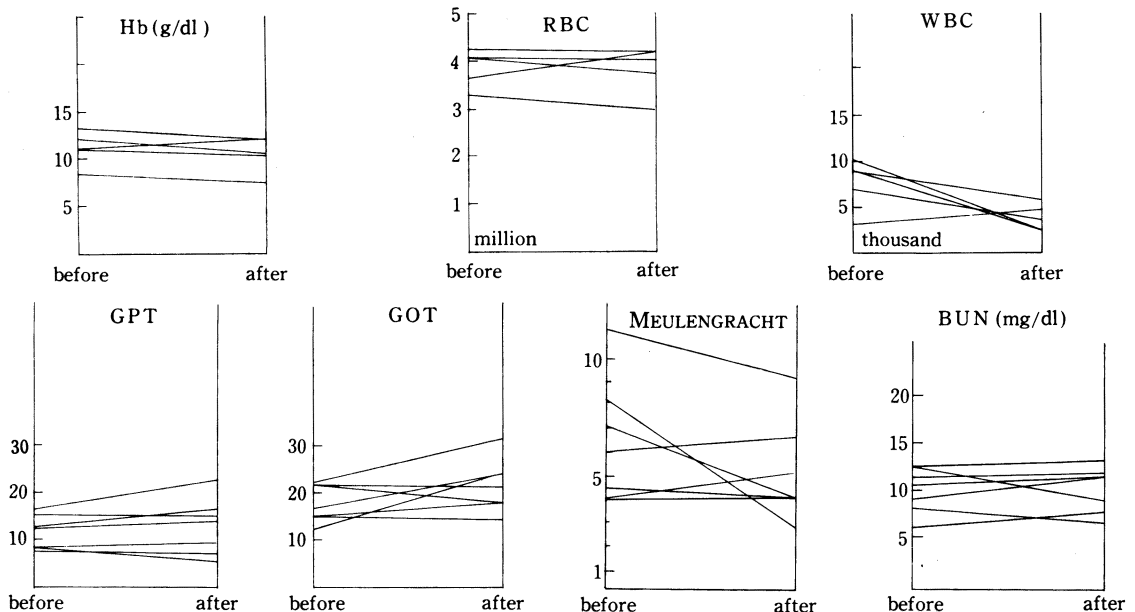 Hb (g/dl)
15
10
5
before after
RBC
5
4
3
2
1
million
before after
WBC
15
10
5
thousand
before after
GPT
30
20
10
before after
GOT
30
20
10
before after
MEULENGRACHT
10
5
1
before after
BUN (mg/dl)
20
15
10
5
before after